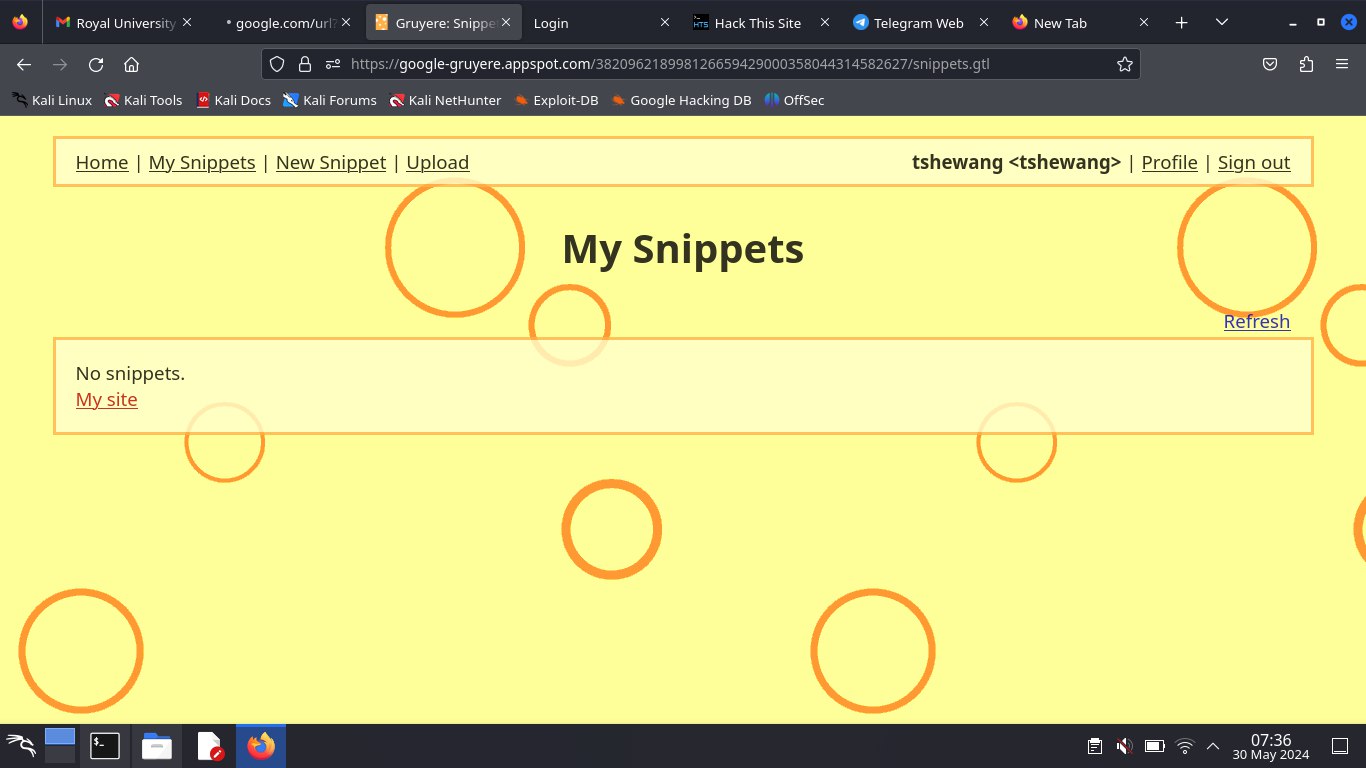 Royal University
google.com/url?
Gruyere: Snippe
Login
Hack This Site
Telegram Web
New Tab
https://google-gruyere.appspot.com/382096218998126659429000358044314582627/snippets.gtl
Kali Linux
Kali Tools
Kali Docs
Kali Forums
Kali NetHunter
Exploit-DB
Google Hacking DB
OffSec
Home | My Snippets | New Snippet | Upload
tshewang <tshewang> | Profile | Sign out
My Snippets
Refresh
No snippets.
My site
07:36
30 May 2024